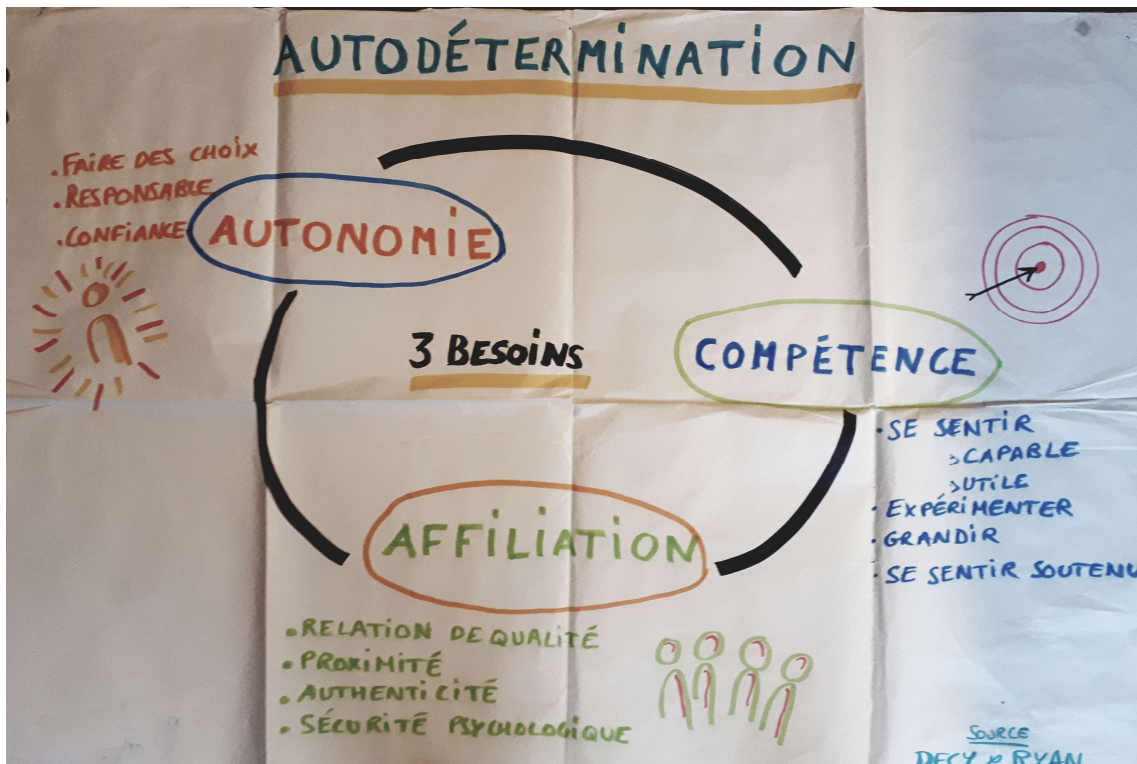 AUTODÉTERMINATION
.FAIRE DES CHOIX
.RESPONSABLE
.CONFIANCE
AUTONOMIE
3 BESOINS
COMPÉTENCE
·SE SENTIR
>CAPABLE
>UTILE
·EXPÉRIMENTER
·GRANDIR
·SE SENTIR SOUTENU
AFFILIATION
•RELATION DE QUALITÉ
•PROXIMITÉ
•AUTHENTICITÉ
•SÉCURITÉ PSYCHOLOGIQUE
SOURCE
DECY & RYAN